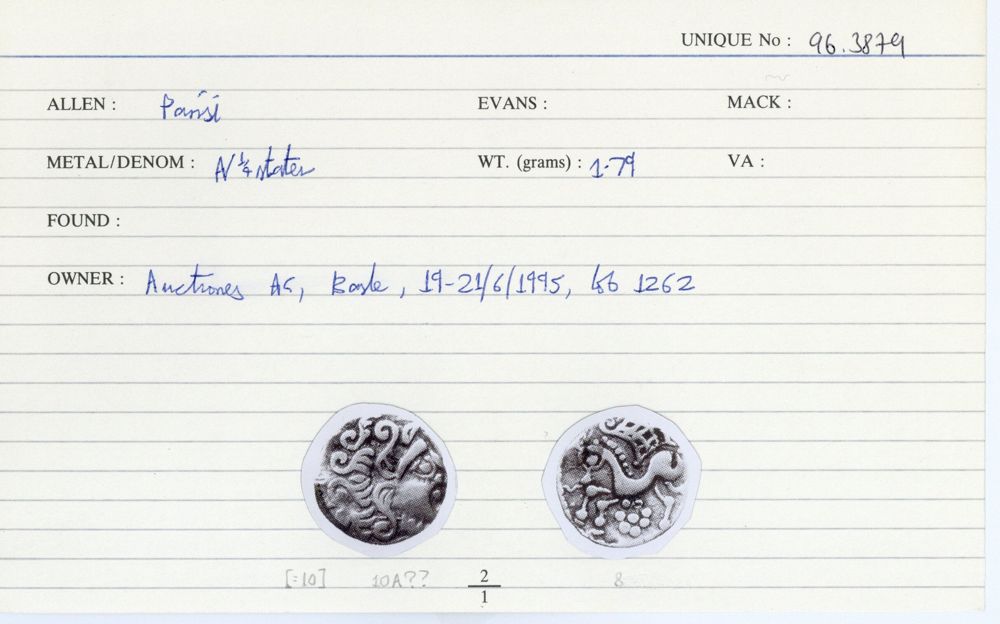 UNIQUE No : 96.3879
ALLEN : Parisi EVANS : MACK :
METAL/DENOM : AV ¼ stater WT. (grams) : 1.79 VA :
FOUND :
OWNER : Auctiones AG, Basle, 19-21/6/1995, lot 1262
[=10] 10A?? 2/1 8